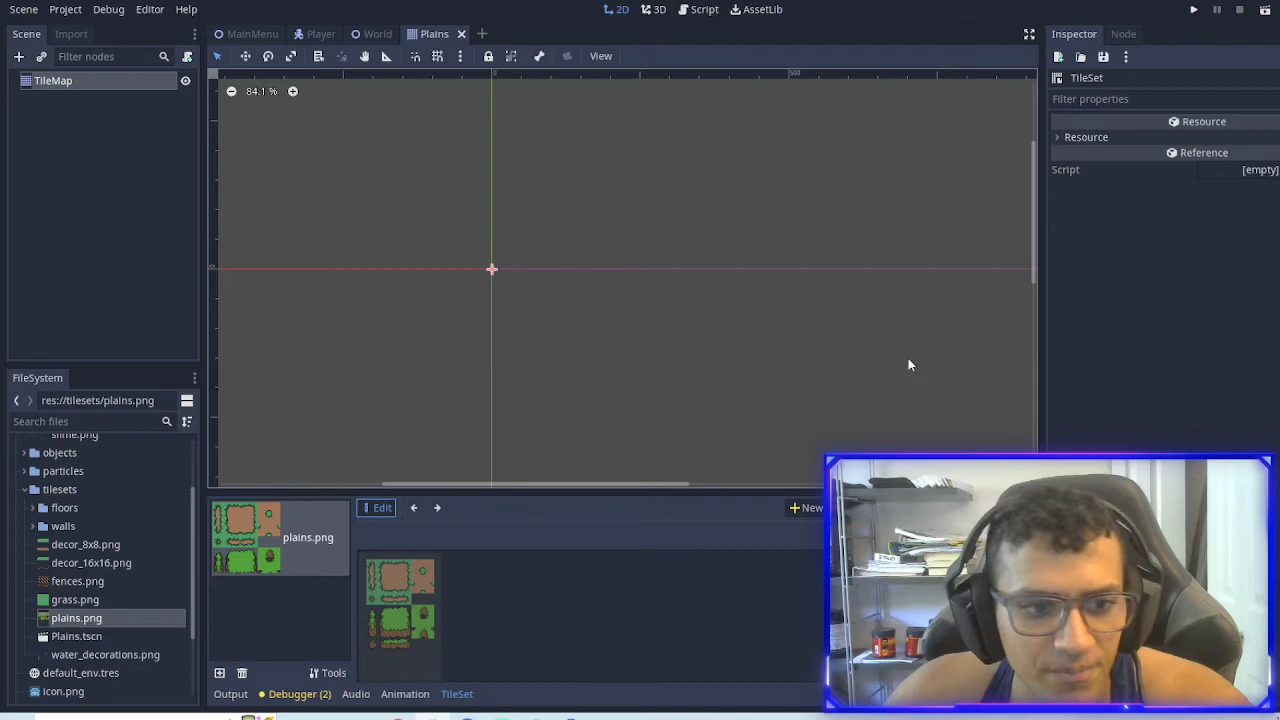 Scene Project Debug Editor Help
2D 3D Script AssetLib
Scene Import
MainMenu Player World Plains
Inspector Node
Filter nodes
View
TileMap
0 500
84.1 %
TileSet
Filter properties
Resource
Resource
Reference
Script [empty]
FileSystem
res://tilesets/plains.png
Search files
slime.png
objects
particles
tilesets
floors
walls
decor_8x8.png
decor_16x16.png
fences.png
grass.png
plains.png
Plains.tscn
water_decorations.png
default_env.tres
icon.png
plains.png
Edit
New
Tools
Output Debugger (2) Audio Animation TileSet